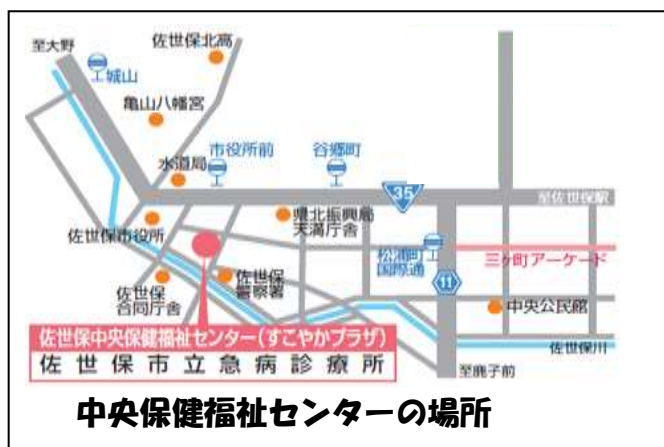 至大野
佐世保北高
城山
亀山八幡宮
市役所前
谷郷町
水道局
35
至佐世保駅
佐世保市役所
県北振興局
天満庁舎
松浦町
国際通
三ヶ町アーケード
佐世保
合同庁舎
佐世保
警察署
11
中央公民館
佐世保中央保健福祉センター(すこやかプラザ)
佐世保市立急病診療所
佐世保川
至鹿子前
中央保健福祉センターの場所